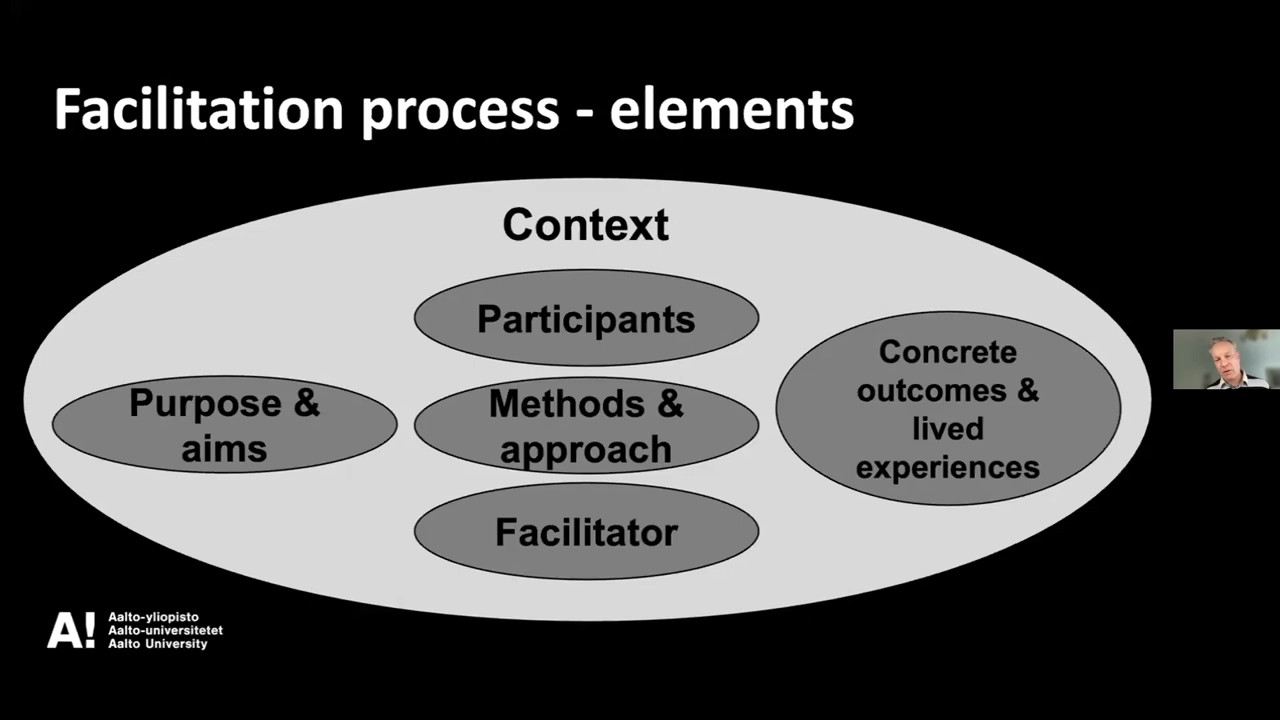 Facilitation process - elements
Context
Participants
Purpose &
aims
Methods &
approach
Facilitator
Concrete
outcomes &
lived
experiences
A!
Aalto-yliopisto
Aalto-universitetet
Aalto University